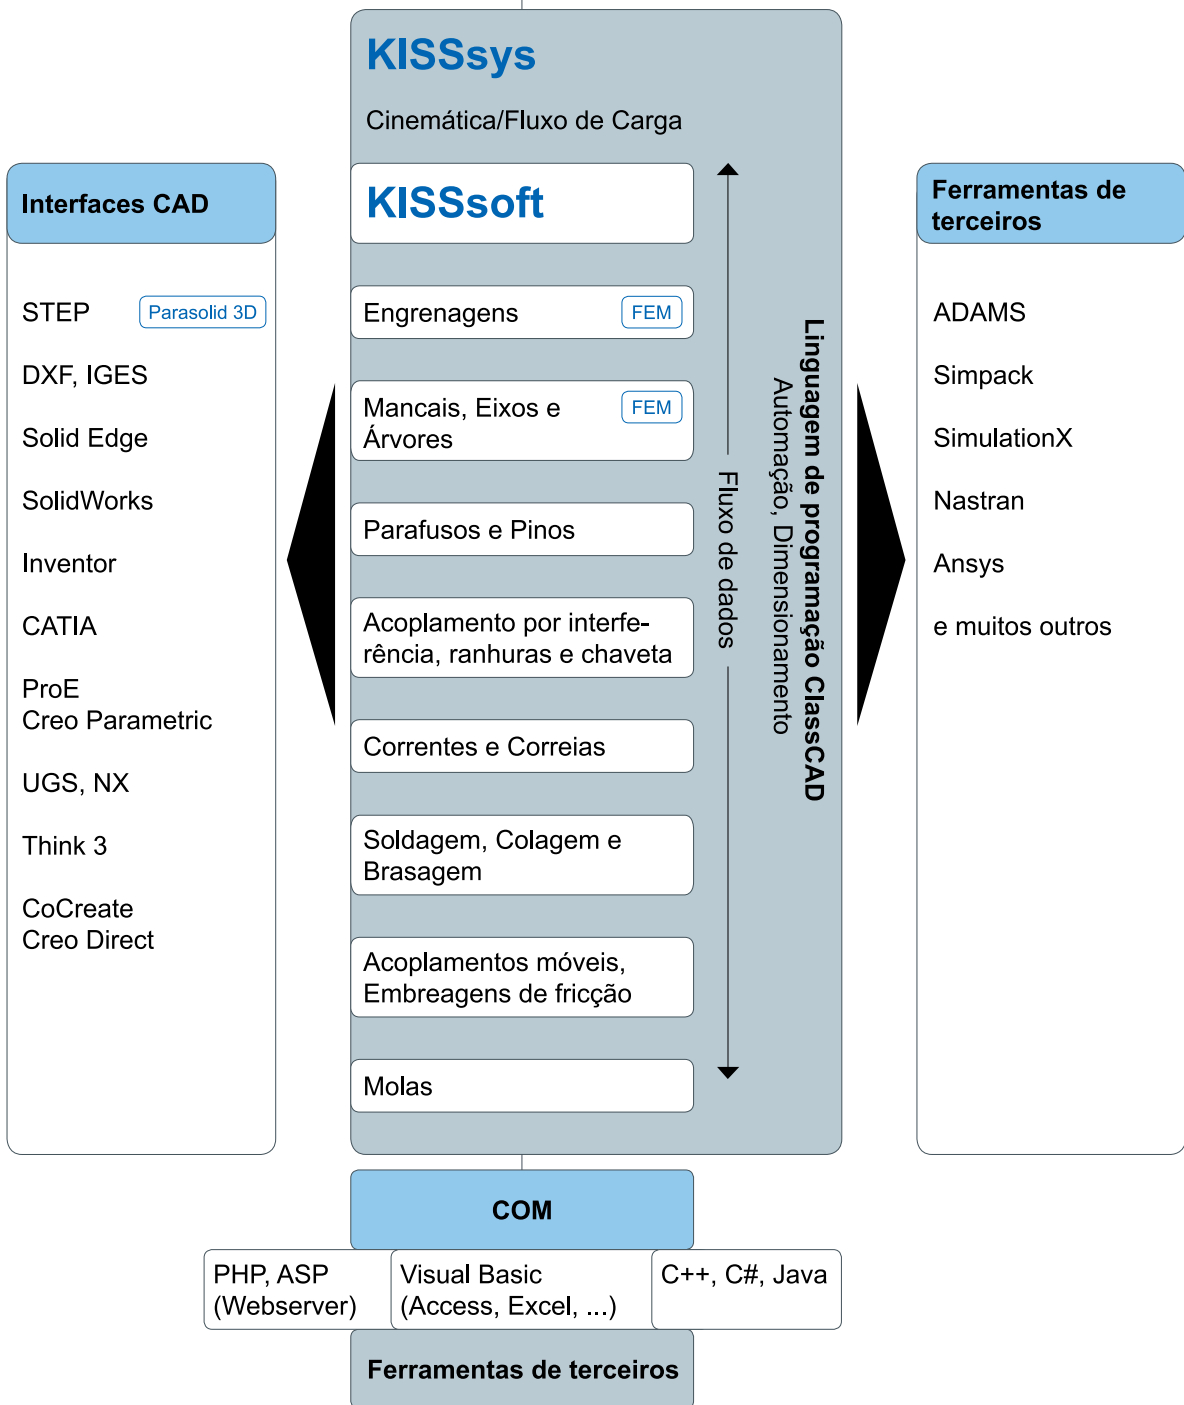 KISSsys
Cinemática/Fluxo de Carga
Interfaces CAD
STEP
Parasolid 3D
DXF, IGES
Solid Edge
SolidWorks
Inventor
CATIA
ProE
Creo Parametric
UGS, NX
Think 3
CoCreate
Creo Direct
KISSsoft
Engrenagens
FEM
Mancais, Eixos e
Árvores
FEM
Parafusos e Pinos
Acoplamento por interfe-
rência, ranhuras e chaveta
Correntes e Correias
Soldagem, Colagem e
Brasagem
Acoplamentos móveis,
Embreagens de fricção
Molas
Fluxo de dados
Linguagem de programação ClassCAD
Automação, Dimensionamento
Ferramentas de
terceiros
ADAMS
Simpack
SimulationX
Nastran
Ansys
e muitos outros
COM
PHP, ASP
(Webserver)
Visual Basic
(Access, Excel, ...)
C++, C#, Java
Ferramentas de terceiros